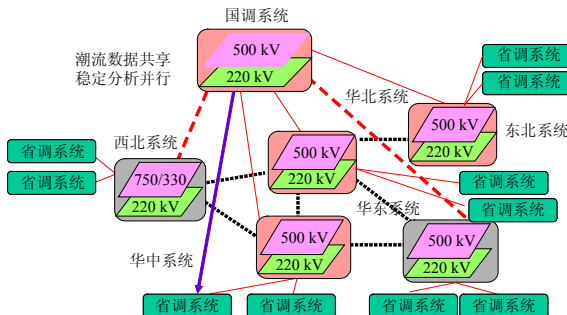 国调系统
500 kV
220 kV
潮流数据共享
稳定分析并行
省调系统
省调系统
华北系统
500 kV
220 kV
东北系统
西北系统
省调系统
省调系统
750/330
220 kV
500 kV
220 kV
省调系统
省调系统
华东系统
500 kV
220 kV
500 kV
220 kV
华中系统
省调系统
省调系统
省调系统
省调系统